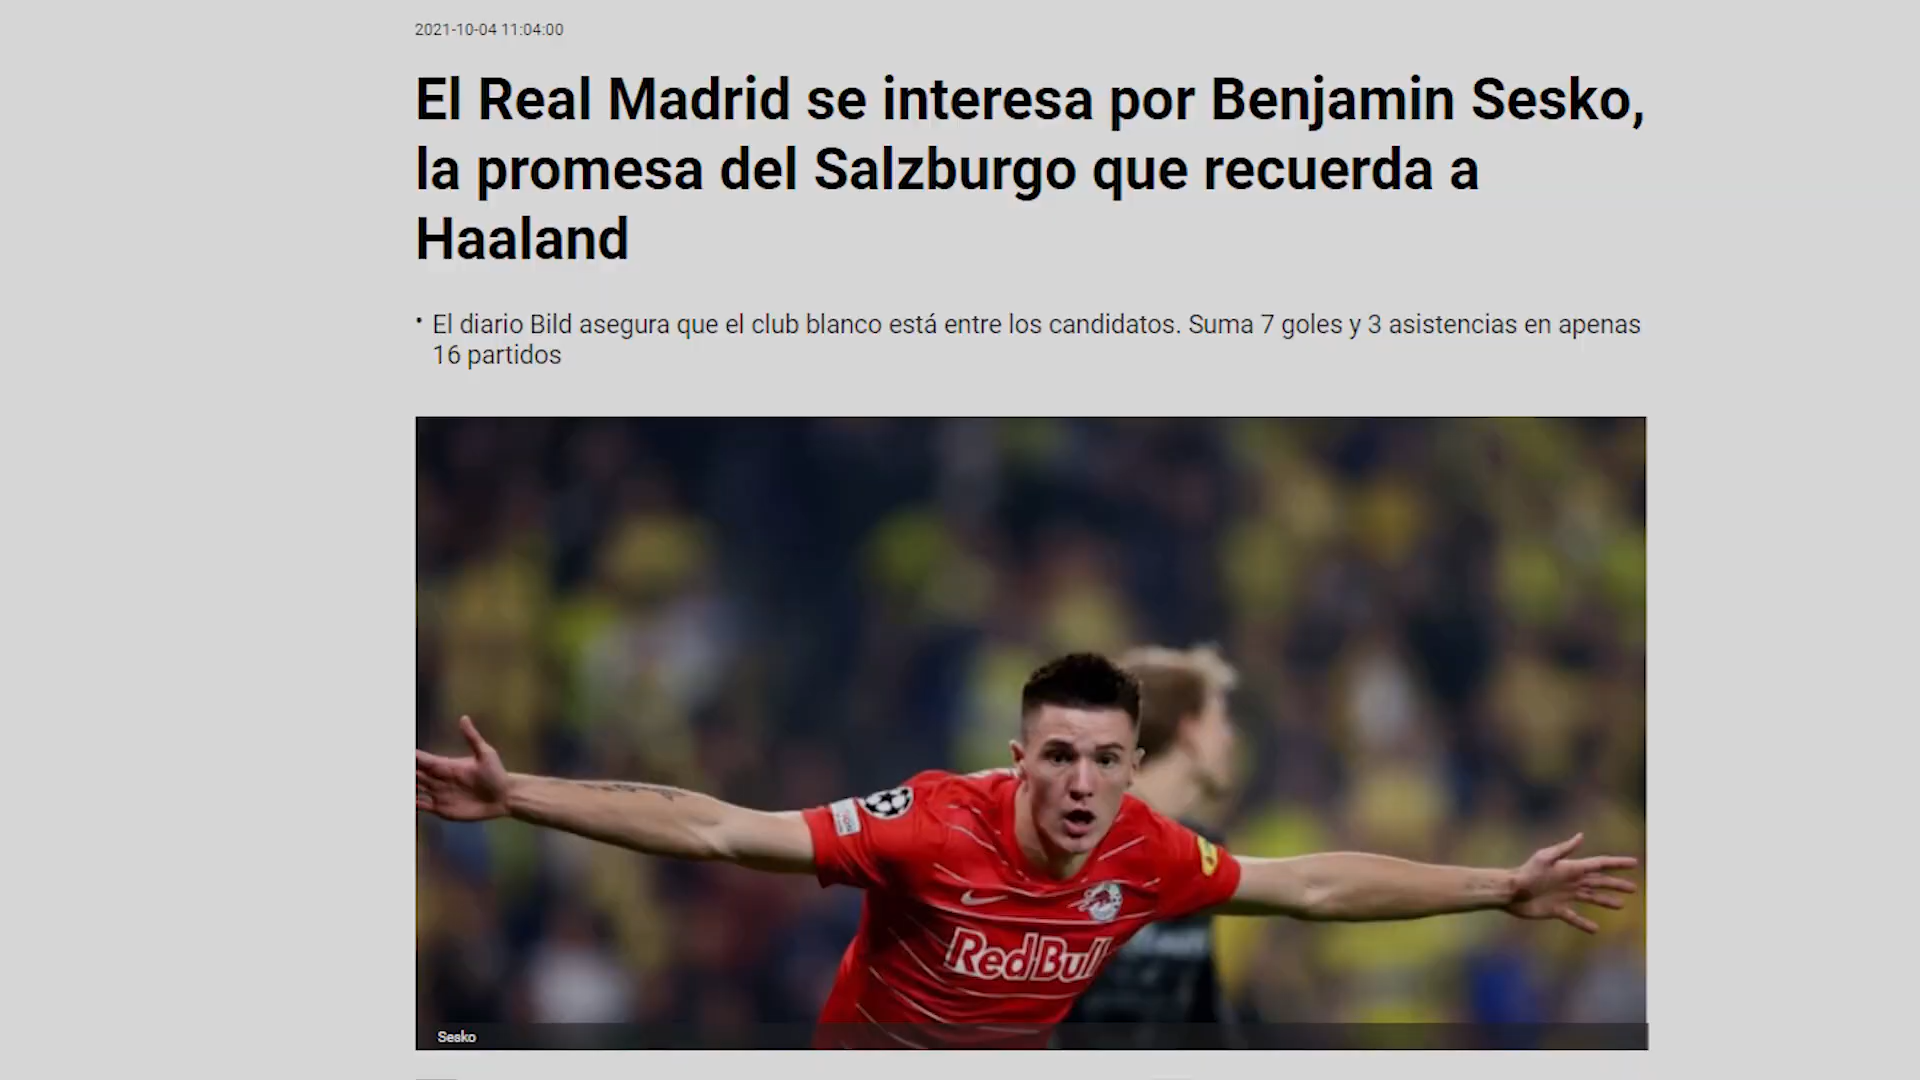 2021-10-04 11:04:00
El Real Madrid se interesa por Benjamin Sesko,
la promesa del Salzburgo que recuerda a
Haaland
• El diario Bild asegura que el club blanco está entre los candidatos. Suma 7 goles y 3 asistencias en apenas
16 partidos
RedBull
Sesko